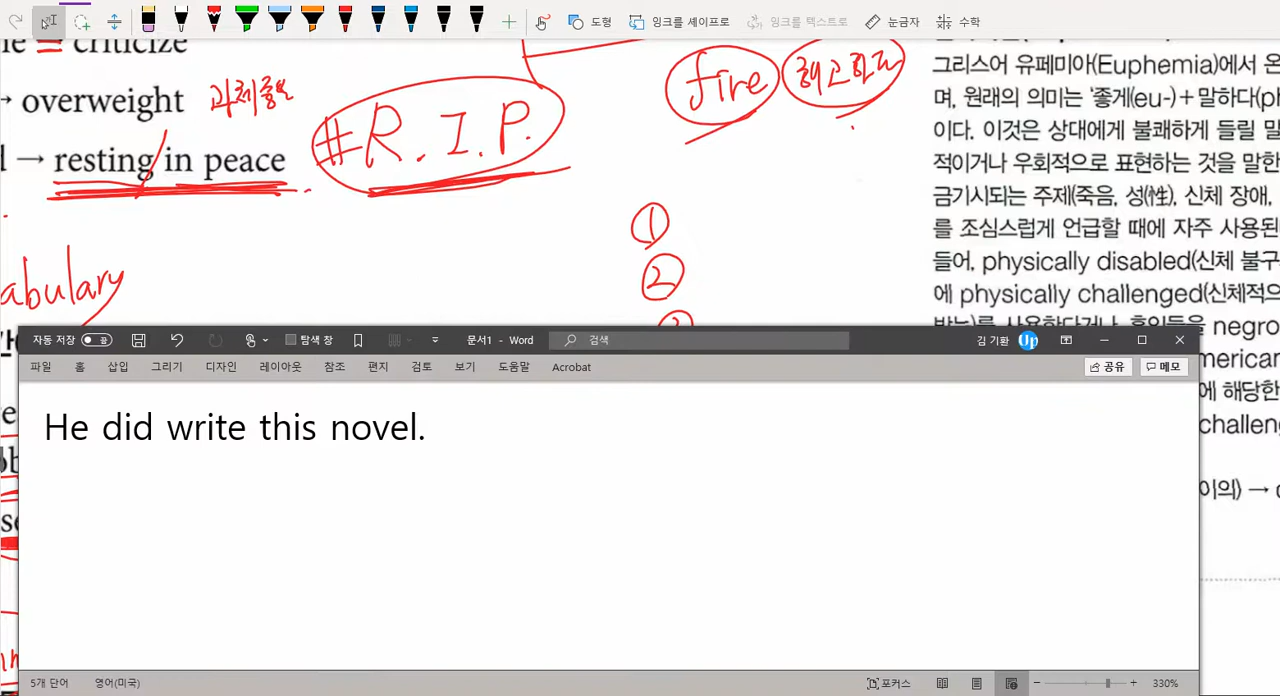 도형
잉크를 셰이프로
잉크를 텍스트로
눈금자
수학
= criticize
→ overweight 과체중
→ resting in peace
#R.I.P.
fire 해고하다
①
②
③
abulary
그리스어 유페미아(Euphemia)에서 온
며, 원래의 의미는 '좋게(eu-)+말하다(ph
이다. 이것은 상대에게 불쾌하게 들릴 말
적이거나 우회적으로 표현하는 것을 말한
금기시되는 주제(죽음, 성(性), 신체 장애,
를 조심스럽게 언급할 때에 자주 사용된
들어, physically disabled(신체 불구
에 physically challenged(신체적으
negro
merican
에 해당한
challeng
이의) →
자동 저장 끔 탐색 창 문서1 - Word 검색 김 기환
파일 홈 삽입 그리기 디자인 레이아웃 참조 편지 검토 보기 도움말 Acrobat 공유 메모
He did write this novel.
5개 단어 영어(미국) 포커스 330%